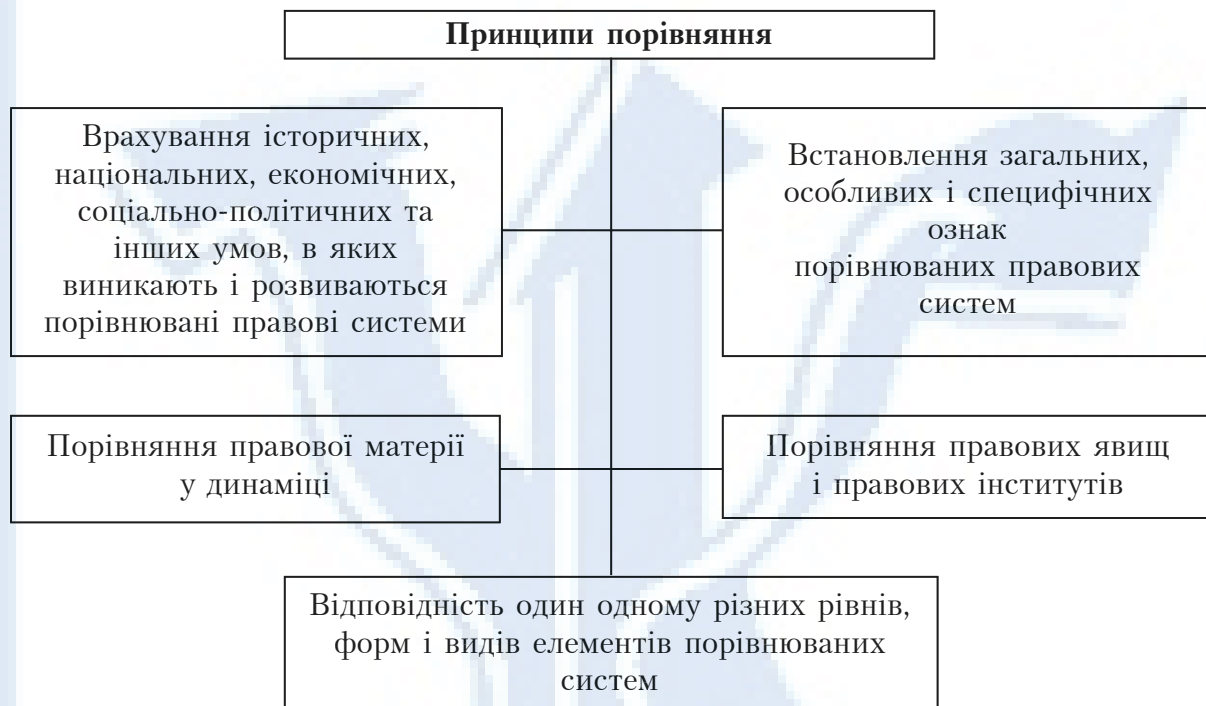 Принципи порівняння
Врахування історичних,
національних, економічних,
соціально-політичних та
інших умов, в яких
виникають і розвиваються
порівнювані правові системи
Встановлення загальних,
особливих і специфічних
ознак
порівнюваних правових
систем
Порівняння правової матерії
у динаміці
Порівняння правових явищ
і правових інститутів
Відповідність один одному різних рівнів,
форм і видів елементів порівнюваних
систем